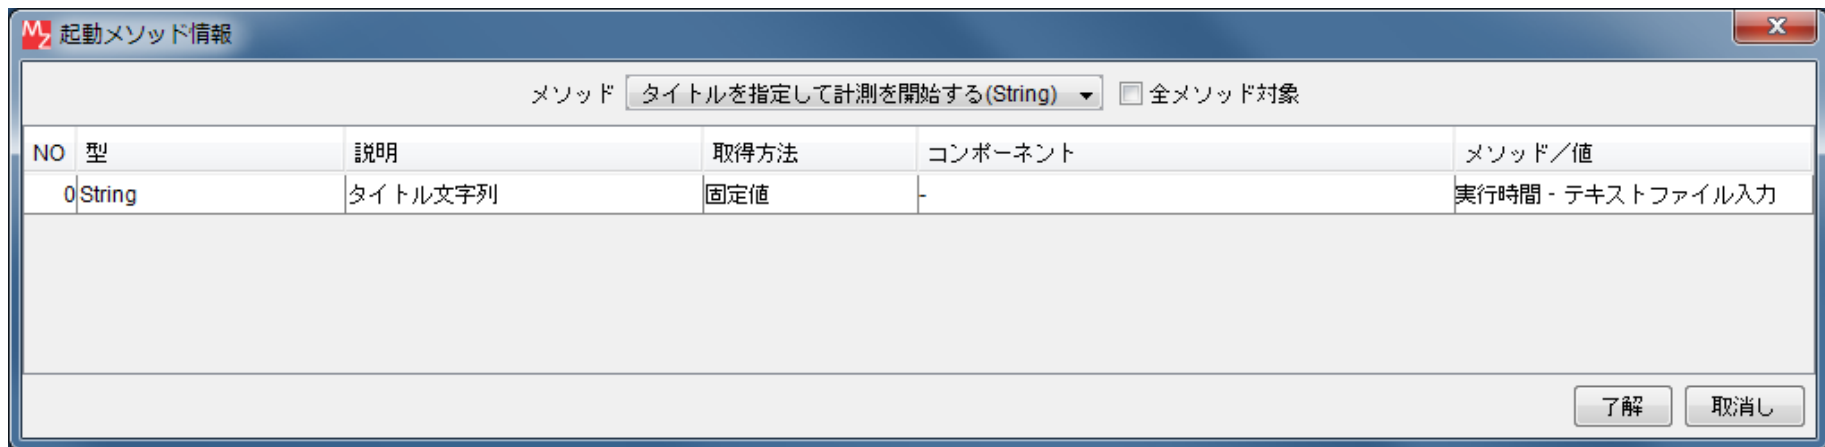 MZ 起動メソッド情報
メソッド タイトルを指定して計測を開始する(String) 全メソッド対象
NO 型 説明 取得方法 コンポーネント メソッド／値
0 String タイトル文字列 固定値 - 実行時間 - テキストファイル入力
了解 取消し